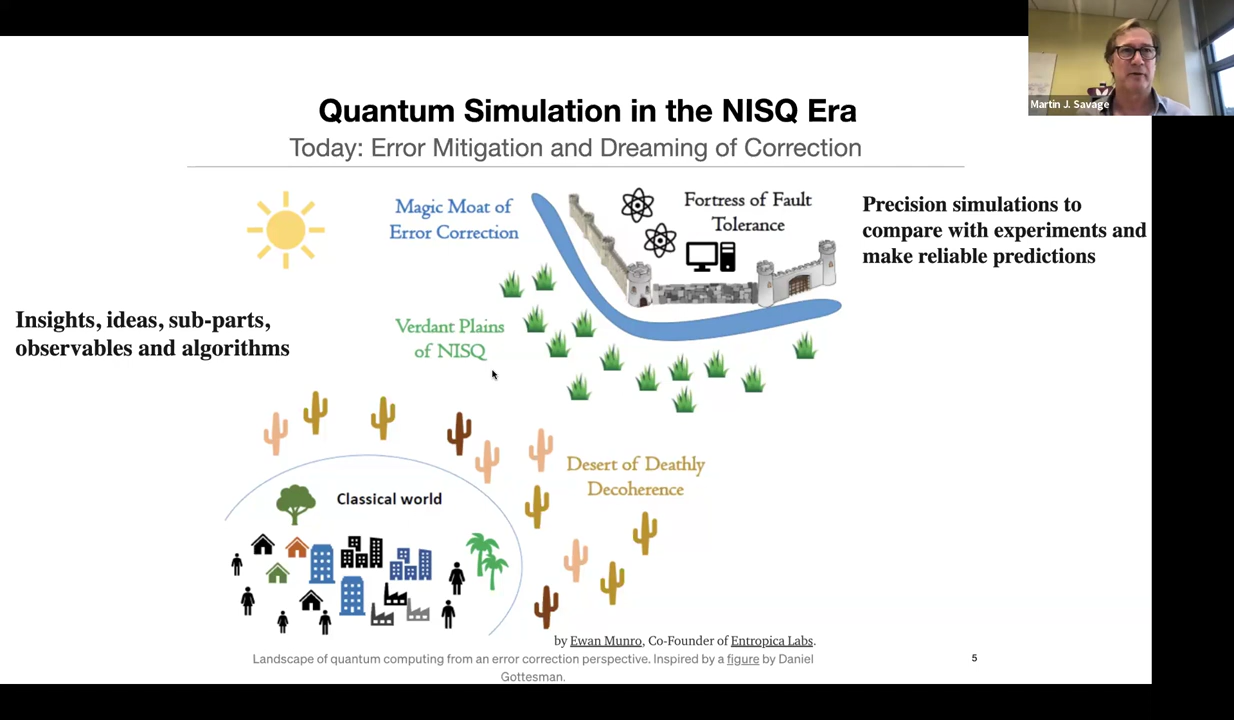 Martin J. Savage
Quantum Simulation in the NISQ Era
Today: Error Mitigation and Dreaming of Correction
Magic Moat of
Error Correction
Fortress of Fault
Tolerance
Precision simulations to
compare with experiments and
make reliable predictions
Insights, ideas, sub-parts,
observables and algorithms
Verdant Plains
of NISQ
Desert of Deathly
Decoherence
Classical world
by Ewan Munro, Co-Founder of Entropica Labs.
Landscape of quantum computing from an error correction perspective. Inspired by a figure by Daniel
Gottesman.
5